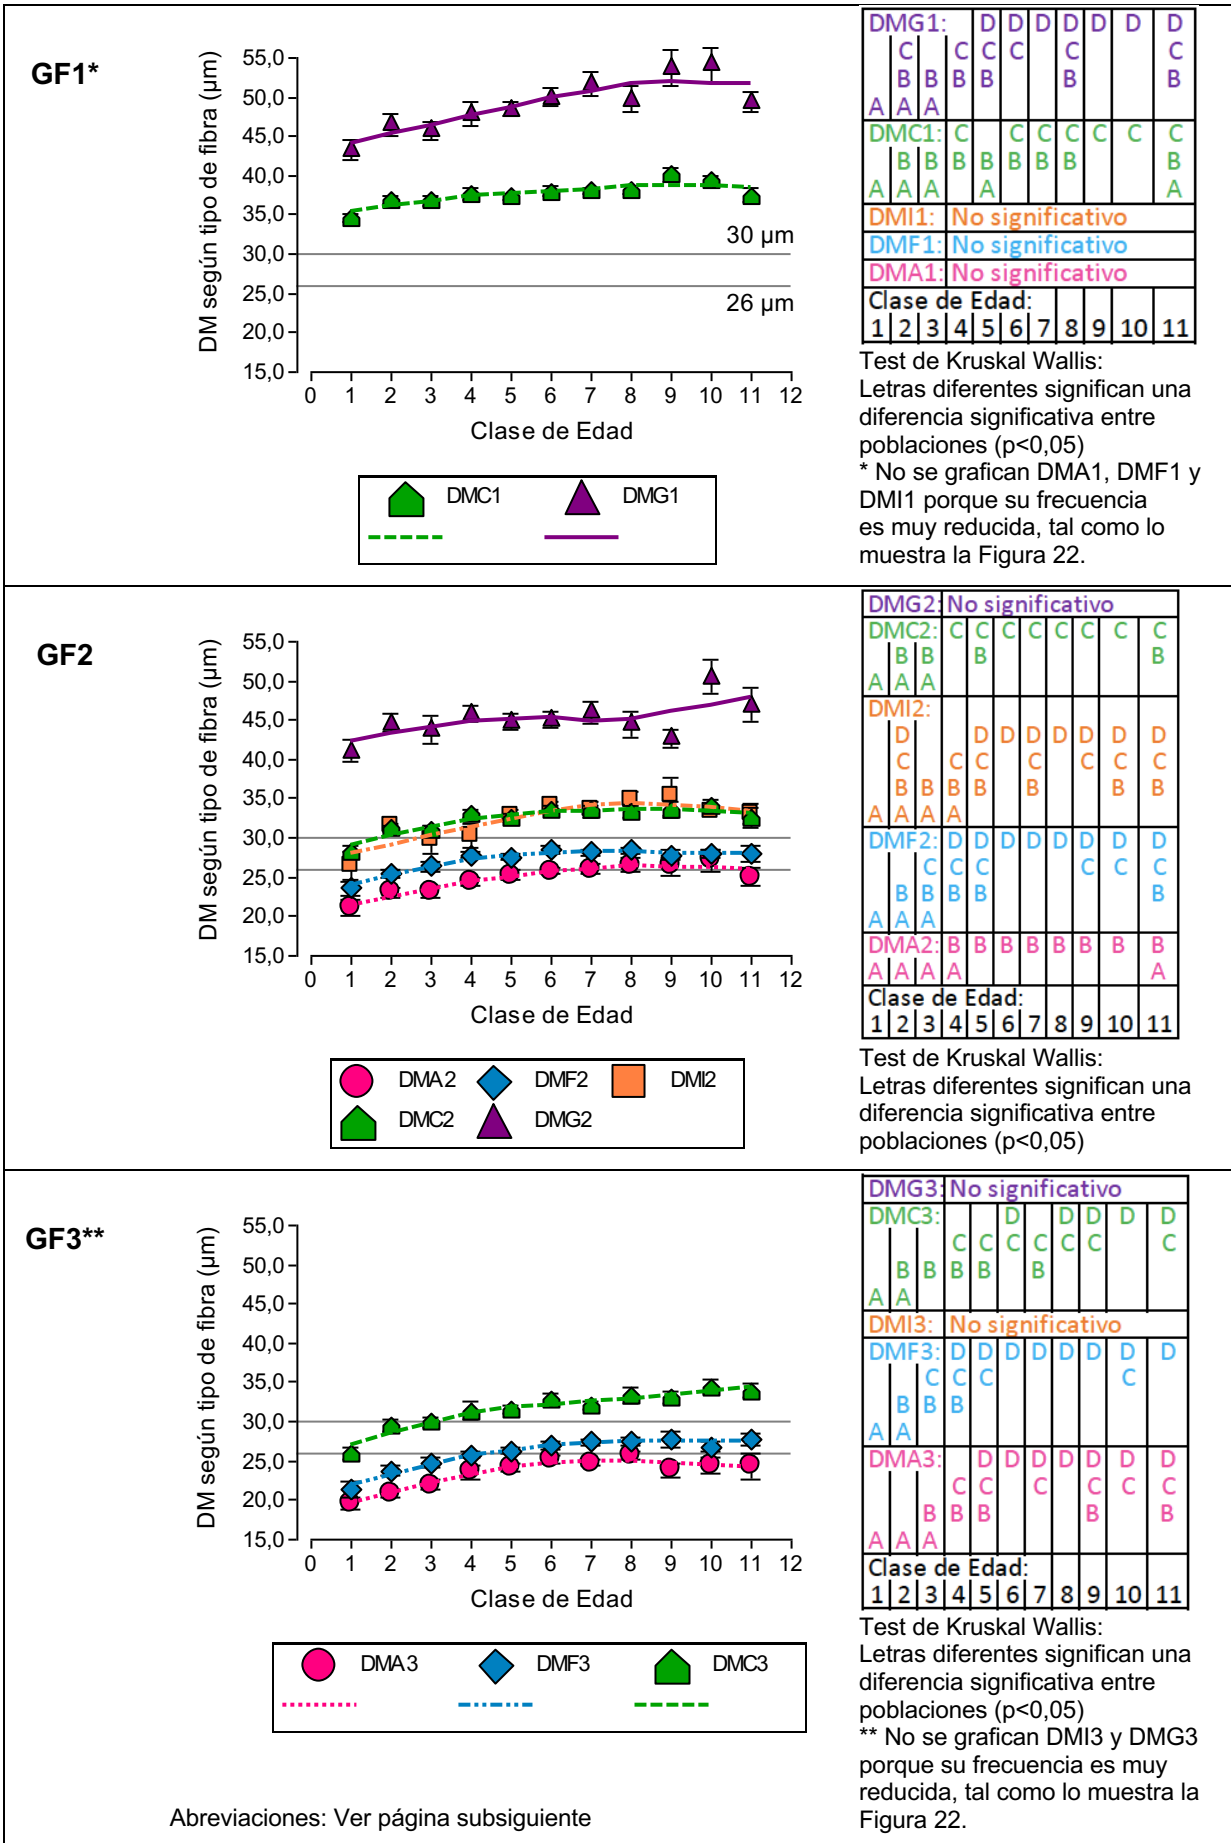 GF1*
DM según tipo de fibra (µm)
55,0
50,0
45,0
40,0
35,0
30,0
25,0
20,0
15,0
30 µm
26 µm
0 1 2 3 4 5 6 7 8 9 10 11 12
Clase de Edad
DMC1 DMG1
DMG1: D D D D D D D
C C C C C C
B B B B B B
A A A
DMC1: C C C C C C C
B B B B B B B B
A A A A A
DMI1: No significativo
DMF1: No significativo
DMA1: No significativo
Clase de Edad:
1 2 3 4 5 6 7 8 9 10 11
Test de Kruskal Wallis:
Letras diferentes significan una
diferencia significativa entre
poblaciones (p<0,05)
* No se grafican DMA1, DMF1 y
DMI1 porque su frecuencia
es muy reducida, tal como lo
muestra la Figura 22.
GF2
DM según tipo de fibra (µm)
55,0
50,0
45,0
40,0
35,0
30,0
25,0
20,0
15,0
0 1 2 3 4 5 6 7 8 9 10 11 12
Clase de Edad
DMA2 DMF2 DMI2
DMC2 DMG2
DMG2: No significativo
DMC2: C C C C C C C C
B B B B
A A A
DMI2:
D D D D D D D D
C C C C C C C
B B B B B B B
A A A A
DMF2: D D D D D D D D
C C C C C C
B B B B B
A A A
DMA2: B B B B B B B B
A A A A A
Clase de Edad:
1 2 3 4 5 6 7 8 9 10 11
Test de Kruskal Wallis:
Letras diferentes significan una
diferencia significativa entre
poblaciones (p<0,05)
GF3**
DM según tipo de fibra (µm)
55,0
50,0
45,0
40,0
35,0
30,0
25,0
20,0
15,0
0 1 2 3 4 5 6 7 8 9 10 11 12
Clase de Edad
DMA3 DMF3 DMC3
Abreviaciones: Ver página subsiguiente
DMG3: No significativo
DMC3: D D D D D
C C C C C C C
B B B B B
A A
DMI3: No significativo
DMF3: D D D D D D D D
C C C C
B B B
A A
DMA3: D D D D D D D
C C C C C C
B B B B B
A A A
Clase de Edad:
1 2 3 4 5 6 7 8 9 10 11
Test de Kruskal Wallis:
Letras diferentes significan una
diferencia significativa entre
poblaciones (p<0,05)
** No se grafican DMI3 y DMG3
porque su frecuencia es muy
reducida, tal como lo muestra la
Figura 22.